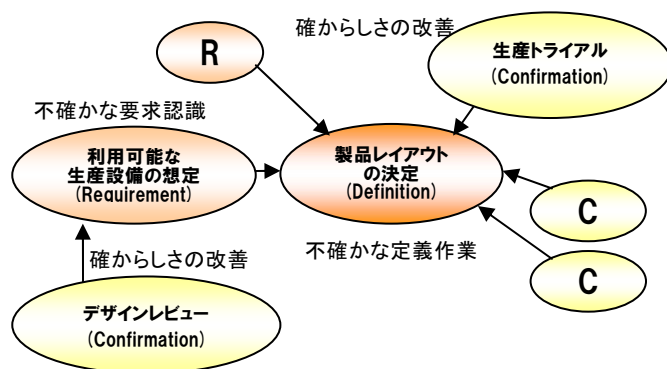 確からしさの改善
R
生産トライアル
(Confirmation)
不確かな要求認識
利用可能な
生産設備の想定
(Requirement)
製品レイアウト
の決定
(Definition)
C
不確かな定義作業
確からしさの改善
C
デザインレビュー
(Confirmation)